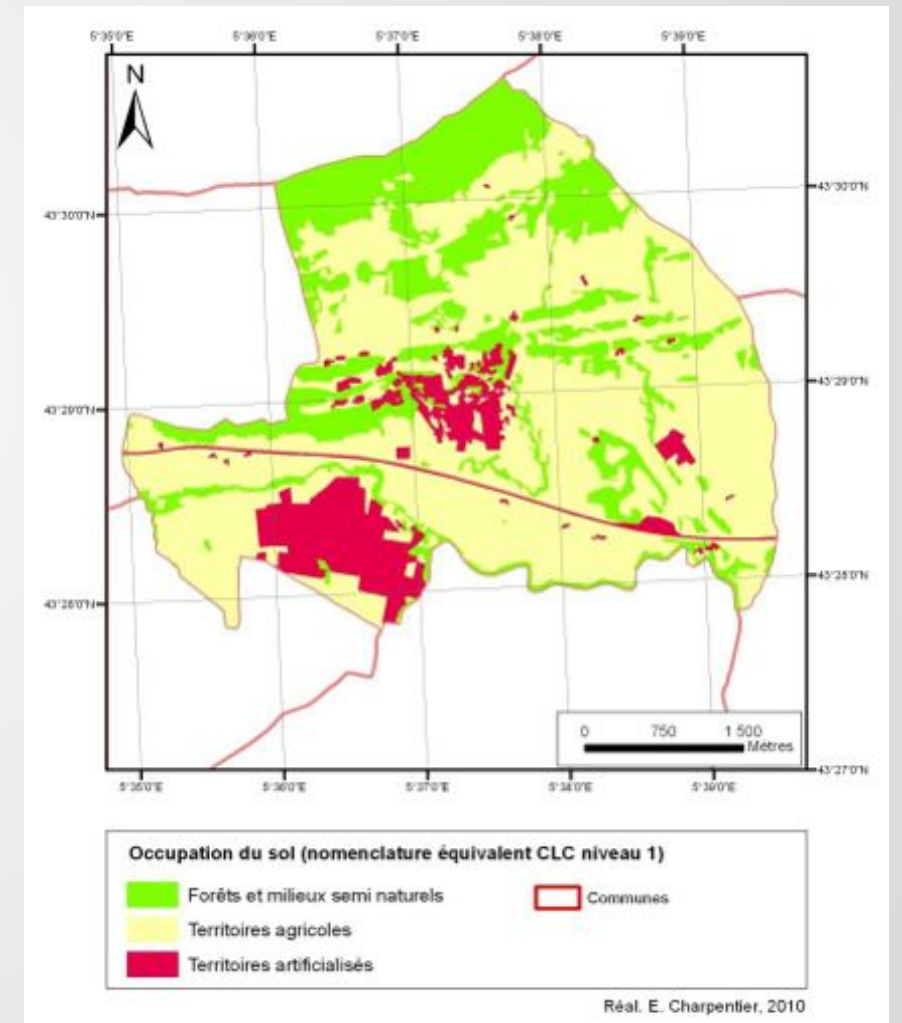 5°35'0"E 5°36'0"E 5°37'0"E 5°38'0"E 5°39'0"E
N
43°30'0"N
43°30'0"N
43°29'0"N
43°29'0"N
43°28'0"N
43°28'0"N
0 750 1 500
Mètres
43°27'0"N
5°35'0"E 5°36'0"E 5°37'0"E 5°38'0"E 5°39'0"E
Occupation du sol (nomenclature équivalent CLC niveau 1)
Forêts et milieux semi naturels Communes
Territoires agricoles
Territoires artificialisés
Réal. E. Charpentier, 2010